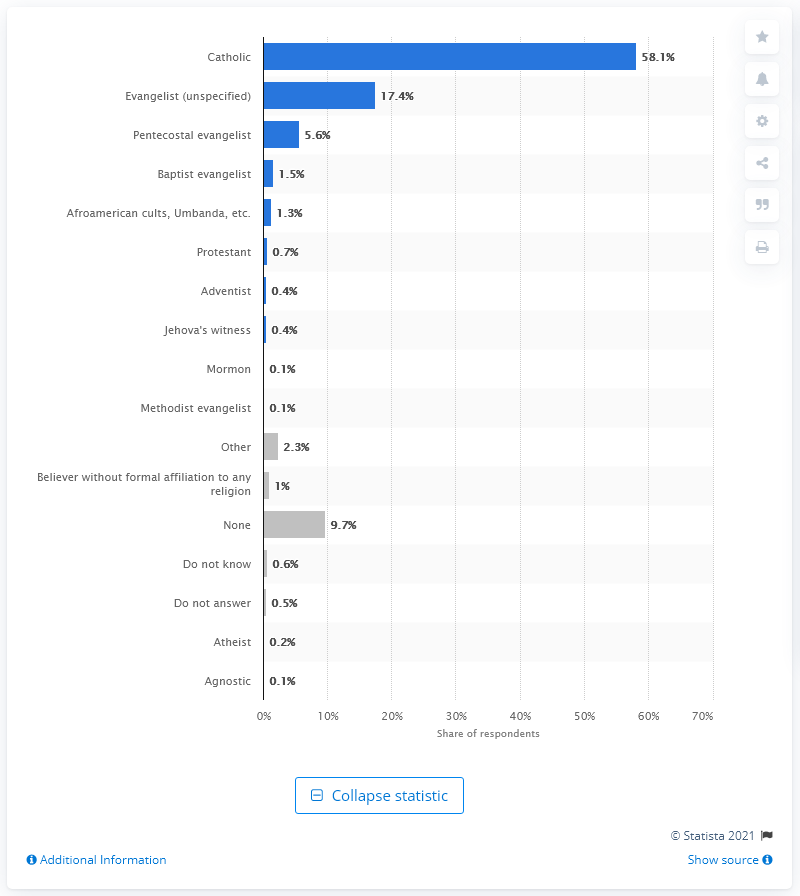 Catholic 58.1%
Evangelist (unspecified) 17.4%
Pentecostal evangelist 5.6%
Baptist evangelist 1.5%
Afroamerican cults, Umbanda, etc. 1.3%
Protestant 0.7%
Adventist 0.4%
Jehova's witness 0.4%
Mormon 0.1%
Methodist evangelist 0.1%
Other 2.3%
Believer without formal affiliation to any
religion 1%
None 9.7%
Do not know 0.6%
Do not answer 0.5%
Atheist 0.2%
Agnostic 0.1%
0% 10% 20% 30% 40% 50% 60% 70%
Share of respondents
Collapse statistic
© Statista 2021
Additional Information Show source